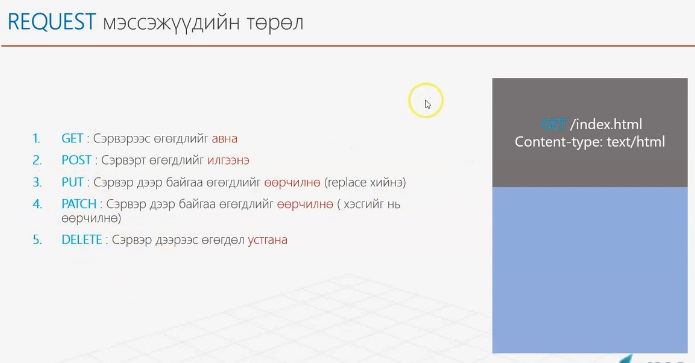 REQUEST мэссэжүүдийн төрөл
1. GET : Сэрвэрээс өгөгдлийг авна
2. POST : Сэрвэрт өгөгдлийг илгээнэ
3. PUT : Сэрвэр дээр байгаа өгөгдлийг өөрчилнө (replace хийнэ)
4. PATCH : Сэрвэр дээр байгаа өгөгдлийг өөрчилнө ( хэсгийг нь
өөрчилнө)
5. DELETE : Сэрвэр дээрээс өгөгдөл устгана
GET /index.html
Content-type: text/html